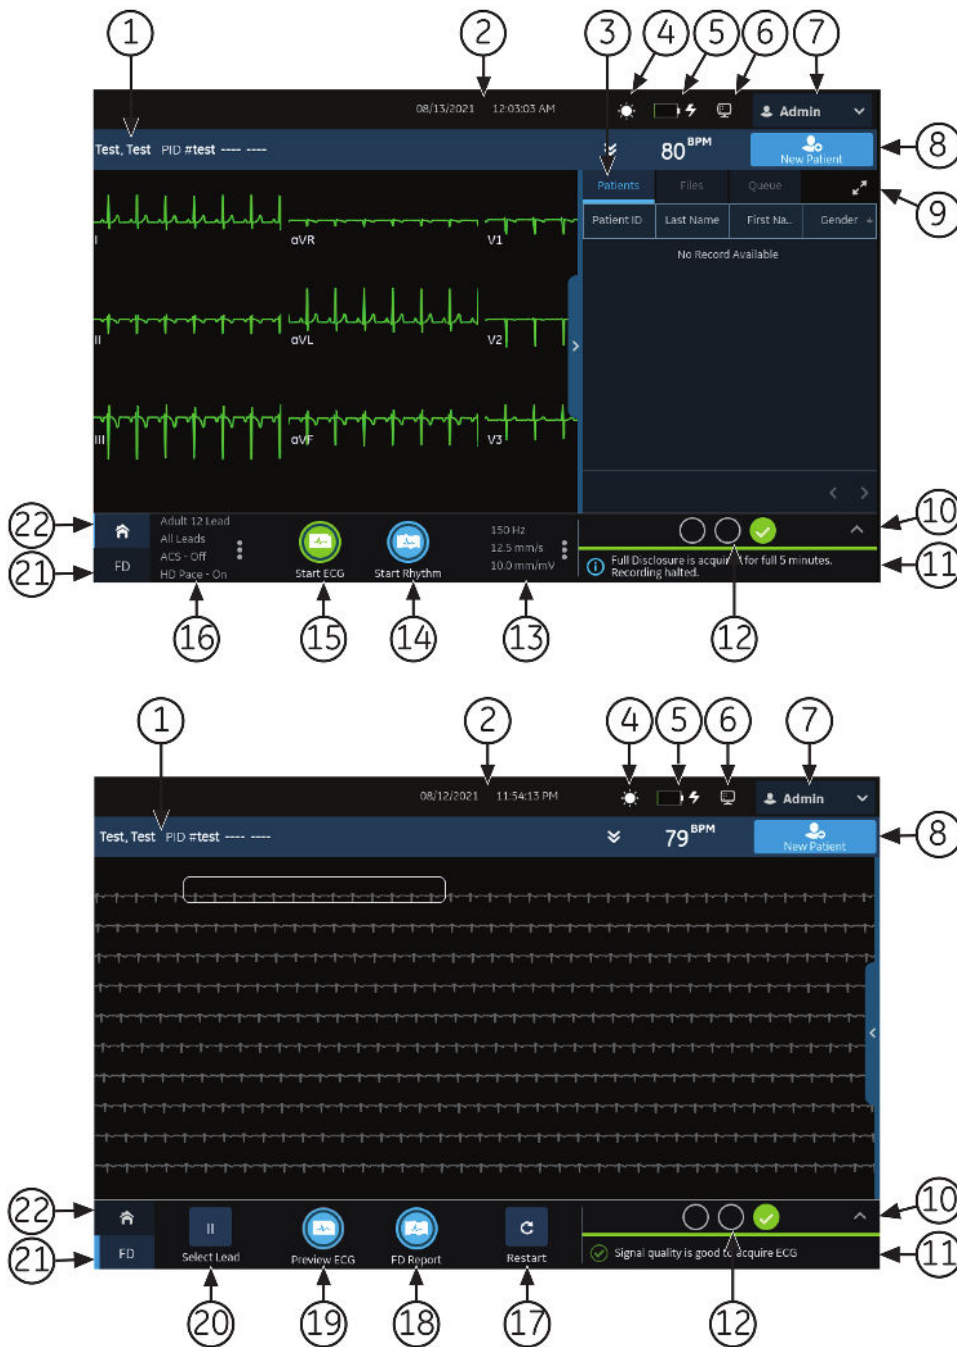 1 2 3 4 5 6 7
08/13/2021 12:03:03 AM Admin
Test, Test PID #test ---- ---- 80 BPM New Patient 8
Patients Files Queue 9
Patient ID Last Name First Na.. Gender
No Record Available
I aVR V1
II aVL V2
III aVF V3
22 Adult 12 Lead 150 Hz 10
All Leads 12.5 mm/s
ACS - Off 10.0 mm/mV
21 FD HD Pace - On Start ECG Start Rhythm Full Disclosure is acquired for full 5 minutes. 11
Recording halted.
16 15 14 13 12
1 2 4 5 6 7
08/12/2021 11:54:13 PM Admin
Test, Test PID #test ---- ---- 79 BPM New Patient 8
22 10
21 FD Select Lead Preview ECG FD Report Restart Signal quality is good to acquire ECG 11
20 19 18 17 12